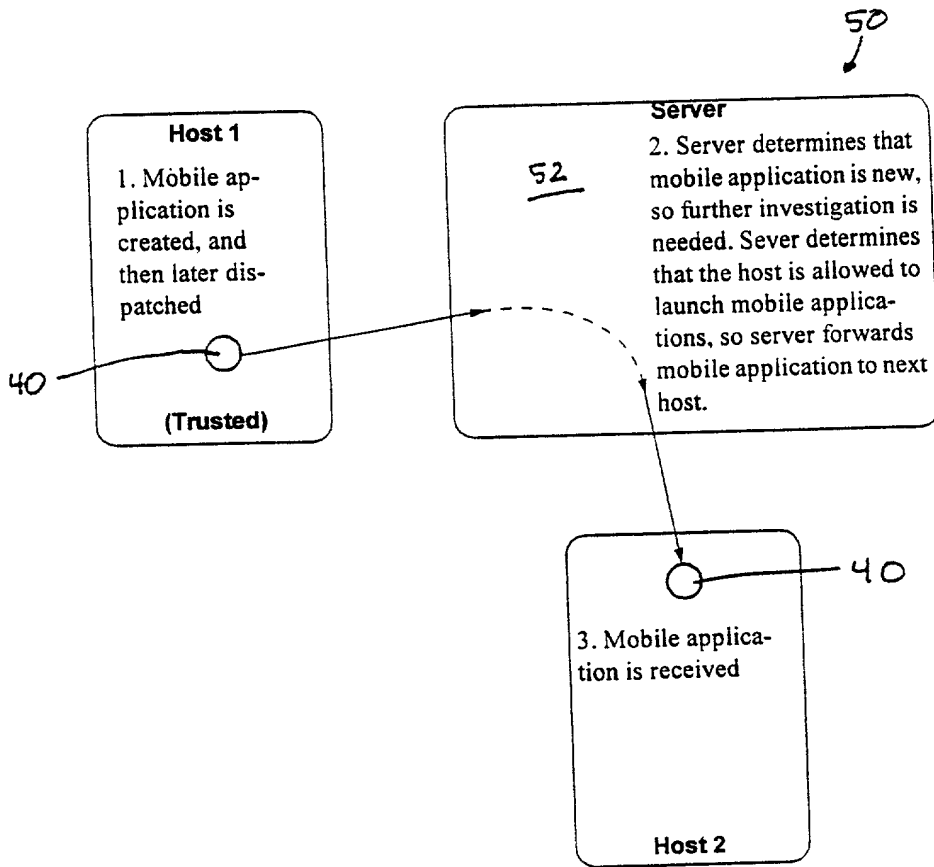 50
Host 1
1. Mobile ap-
plication is
created, and
then later dis-
patched
40
(Trusted)
Server
52
2. Server determines that
mobile application is new,
so further investigation is
needed. Sever determines
that the host is allowed to
launch mobile applica-
tions, so server forwards
mobile application to next
host.
40
3. Mobile applica-
tion is received
Host 2